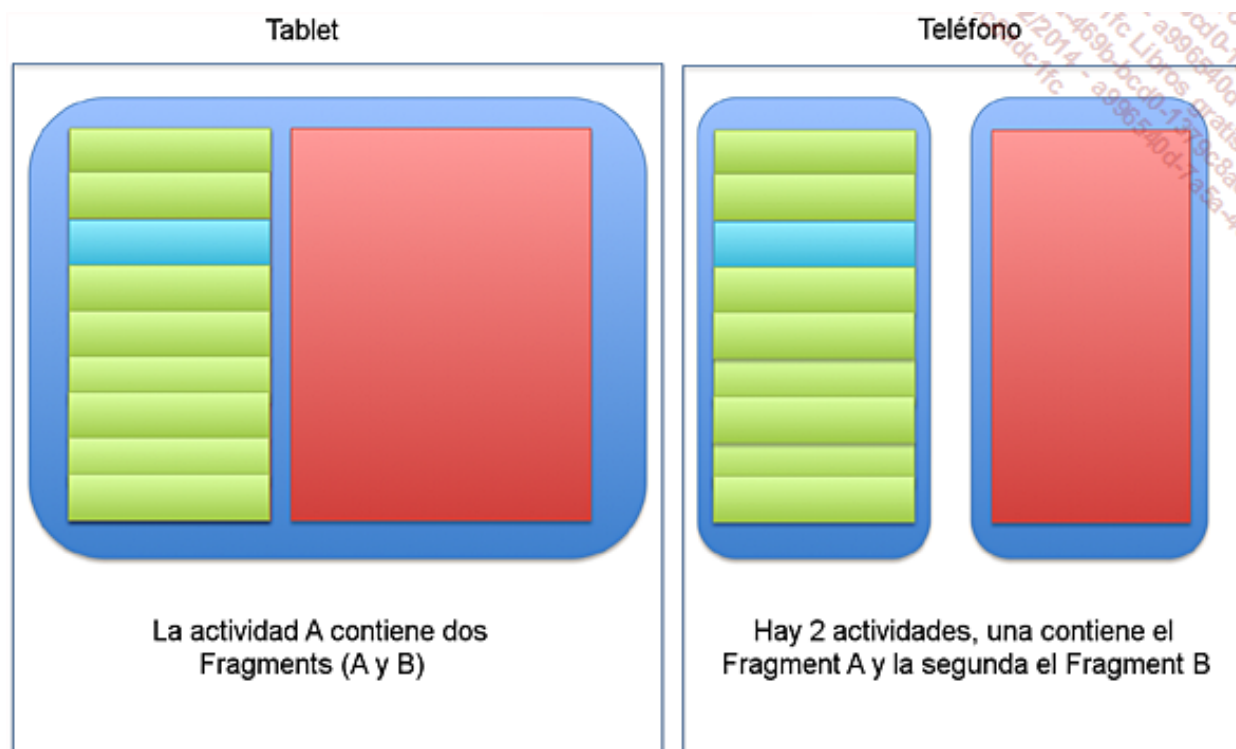 Tablet
Teléfono
La actividad A contiene dos
Fragments (A y B)
Hay 2 actividades, una contiene el
Fragment A y la segunda el Fragment B